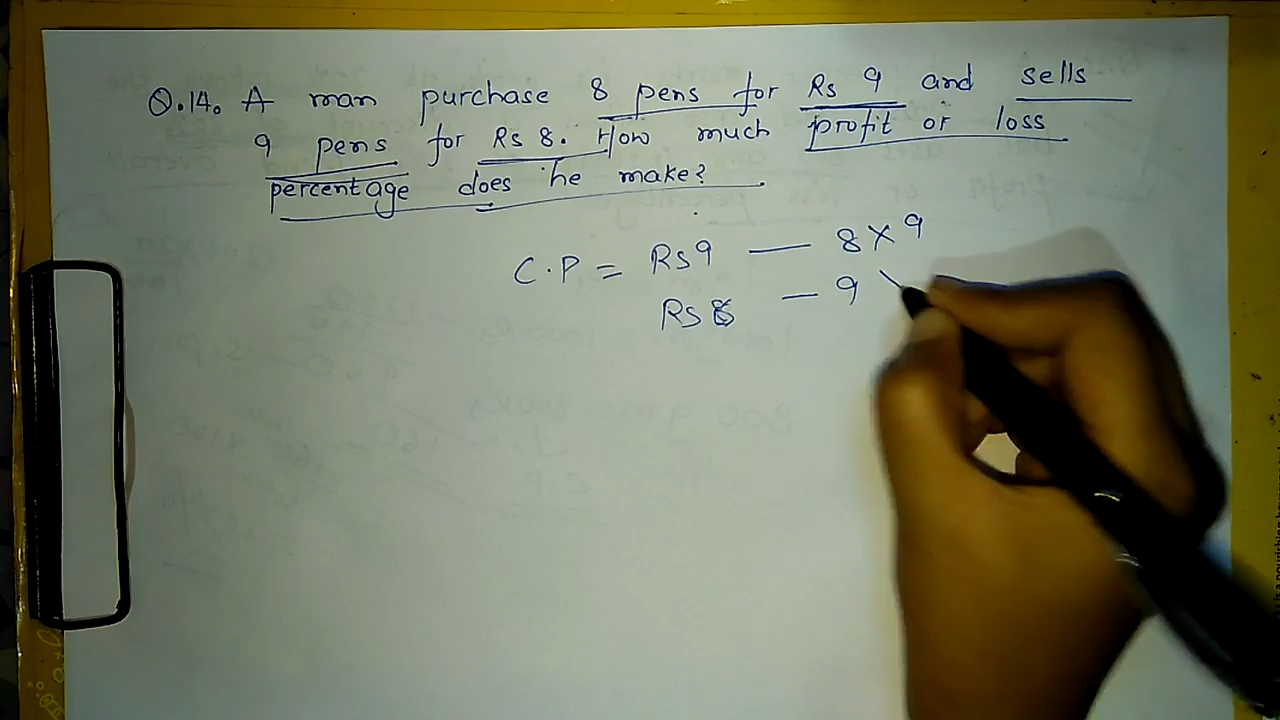 Q.14. A man purchase 8 pens for Rs 9 and sells
9 pens for Rs 8. How much profit or loss
percentage does he make?
C.P = Rs 9 — 8 × 9
Rs 8 — 9